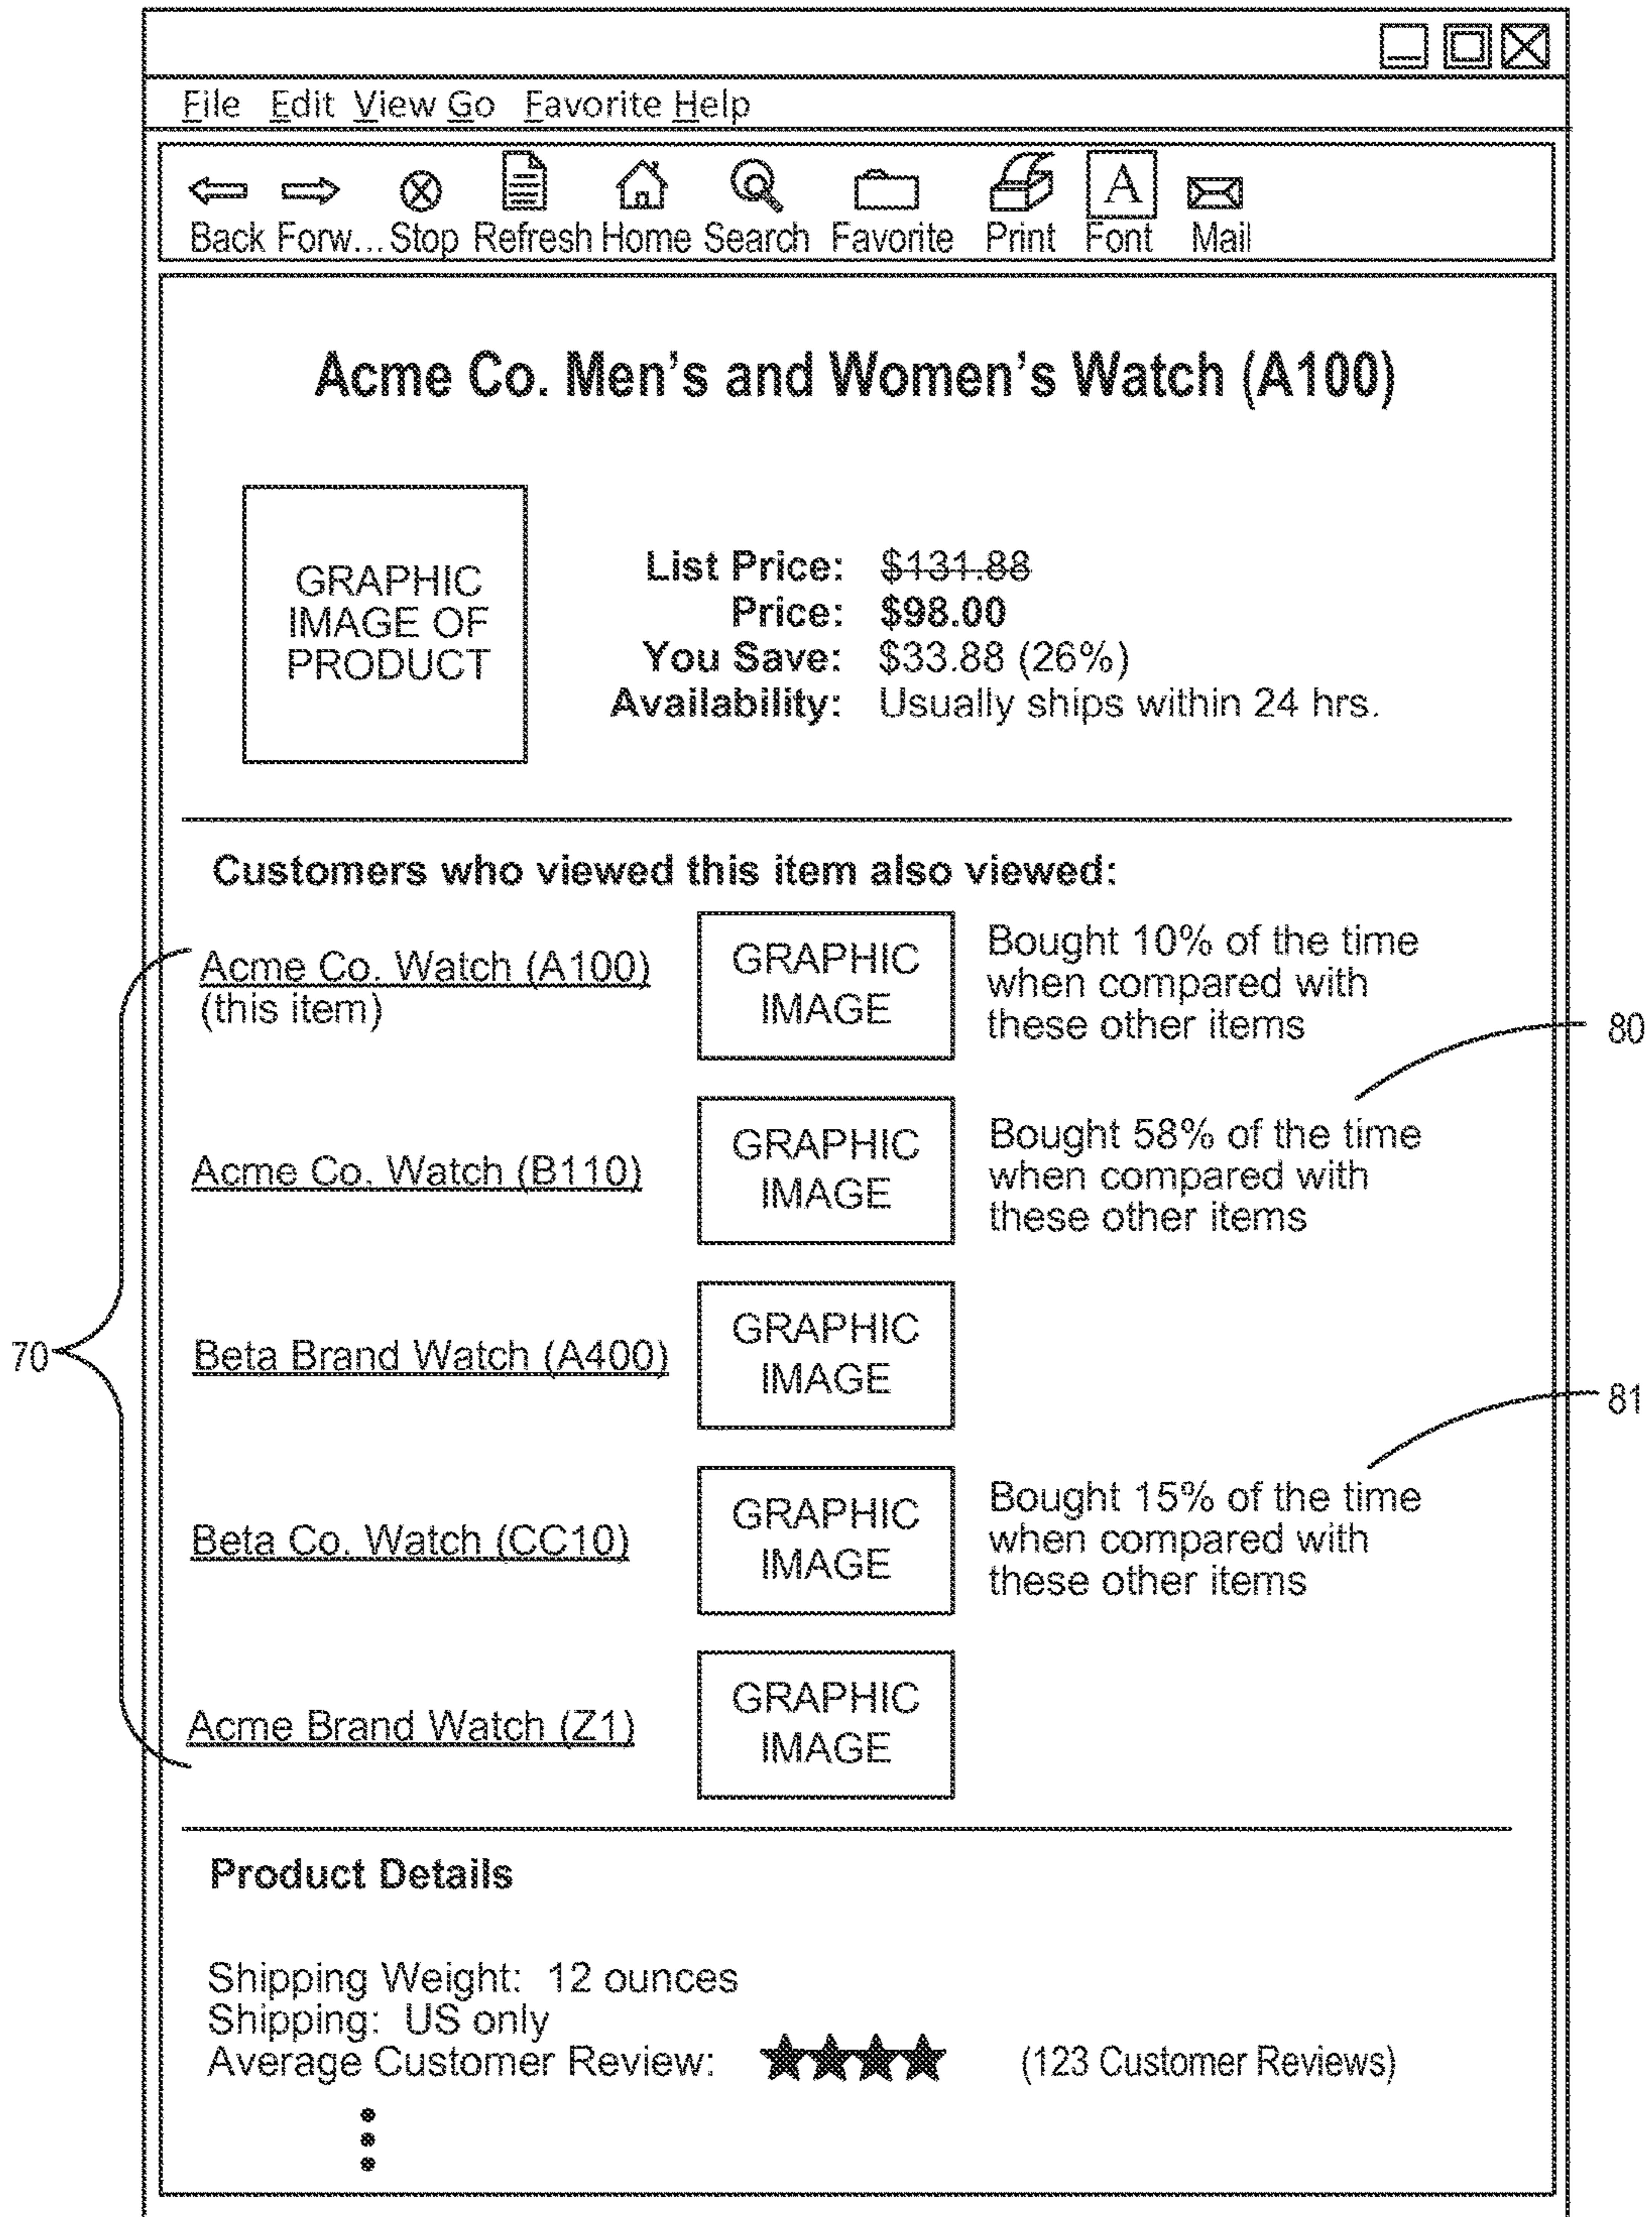 File Edit View Go Favorite Help
A
Back Forw... Stop Refresh Home Search Favorite Print Font Mail
Acme Co. Men's and Women's Watch (A100)
GRAPHIC
IMAGE OF
PRODUCT
List Price: $131.88
Price: $98.00
You Save: $33.88 (26%)
Availability: Usually ships within 24 hrs.
Customers who viewed this item also viewed:
Acme Co. Watch (A100)
(this item)
GRAPHIC
IMAGE
Bought 10% of the time
when compared with
these other items
80
Acme Co. Watch (B110)
GRAPHIC
IMAGE
Bought 58% of the time
when compared with
these other items
70
Beta Brand Watch (A400)
GRAPHIC
IMAGE
81
Beta Co. Watch (CC10)
GRAPHIC
IMAGE
Bought 15% of the time
when compared with
these other items
Acme Brand Watch (Z1)
GRAPHIC
IMAGE
Product Details
Shipping Weight: 12 ounces
Shipping: US only
Average Customer Review: (123 Customer Reviews)